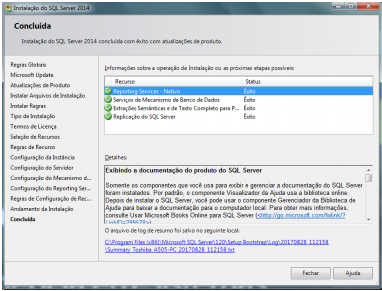 Instalação do SQL Server 2014
Concluída
Instalação do SQL Server 2014 concluída com êxito com atualizações de produto.
Regras Globais
Microsoft Update
Atualizações de Produto
Instalar Arquivos de Instalação
Instalar Regras
Tipo de Instalação
Termos de Licença
Seleção de Recursos
Regras de Recurso
Configuração da Instância
Configuração do Servidor
Configuração do Mecanismo d...
Configuração do Reporting Ser...
Regras de Configuração de Rec...
Andamento da Instalação
Concluída
Informações sobre a operação de Instalação ou as próximas etapas possíveis:
Recurso Status
Reporting Services - Nativo Êxito
Serviços de Mecanismo de Banco de Dados Êxito
Extrações Semânticas e de Texto Completo para P... Êxito
Replicação do SQL Server Êxito
Detalhes:
Exibindo a documentação do produto do SQL Server
Somente os componentes que você usa para exibir e gerenciar a documentação do SQL Server
foram instalados. Por padrão, o componente Visualizador da Ajuda usa a biblioteca online.
Depois de instalar o SQL Server, você pode usar o componente Gerenciador da Biblioteca de
Ajuda para baixar a documentação para o computador local. Para obter mais informações,
consulte Usar Microsoft Books Online para SQL Server (<http://go.microsoft.com/fwlink/?
O arquivo de log de resumo foi salvo no seguinte local:
C:\Program Files (x86)\Microsoft SQL Server\120\Setup Bootstrap\Log\20170828_112158
\Summary_Toshiba_A505-PC_20170828_112158.txt
Fechar Ajuda